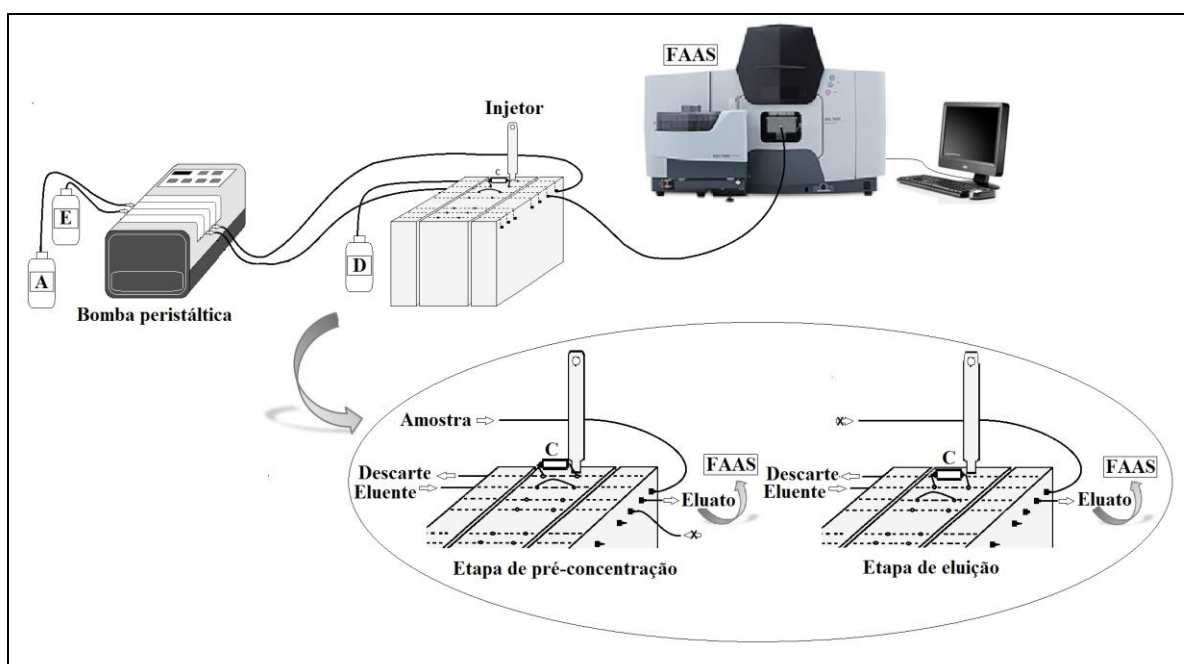 FAAS
Injetor
C
E
A
D
Bomba peristáltica
Amostra
C
Descarte
Eluente
FAAS
Eluato
x
Etapa de pré-concentração
x
C
Descarte
Eluente
FAAS
Eluato
Etapa de eluição